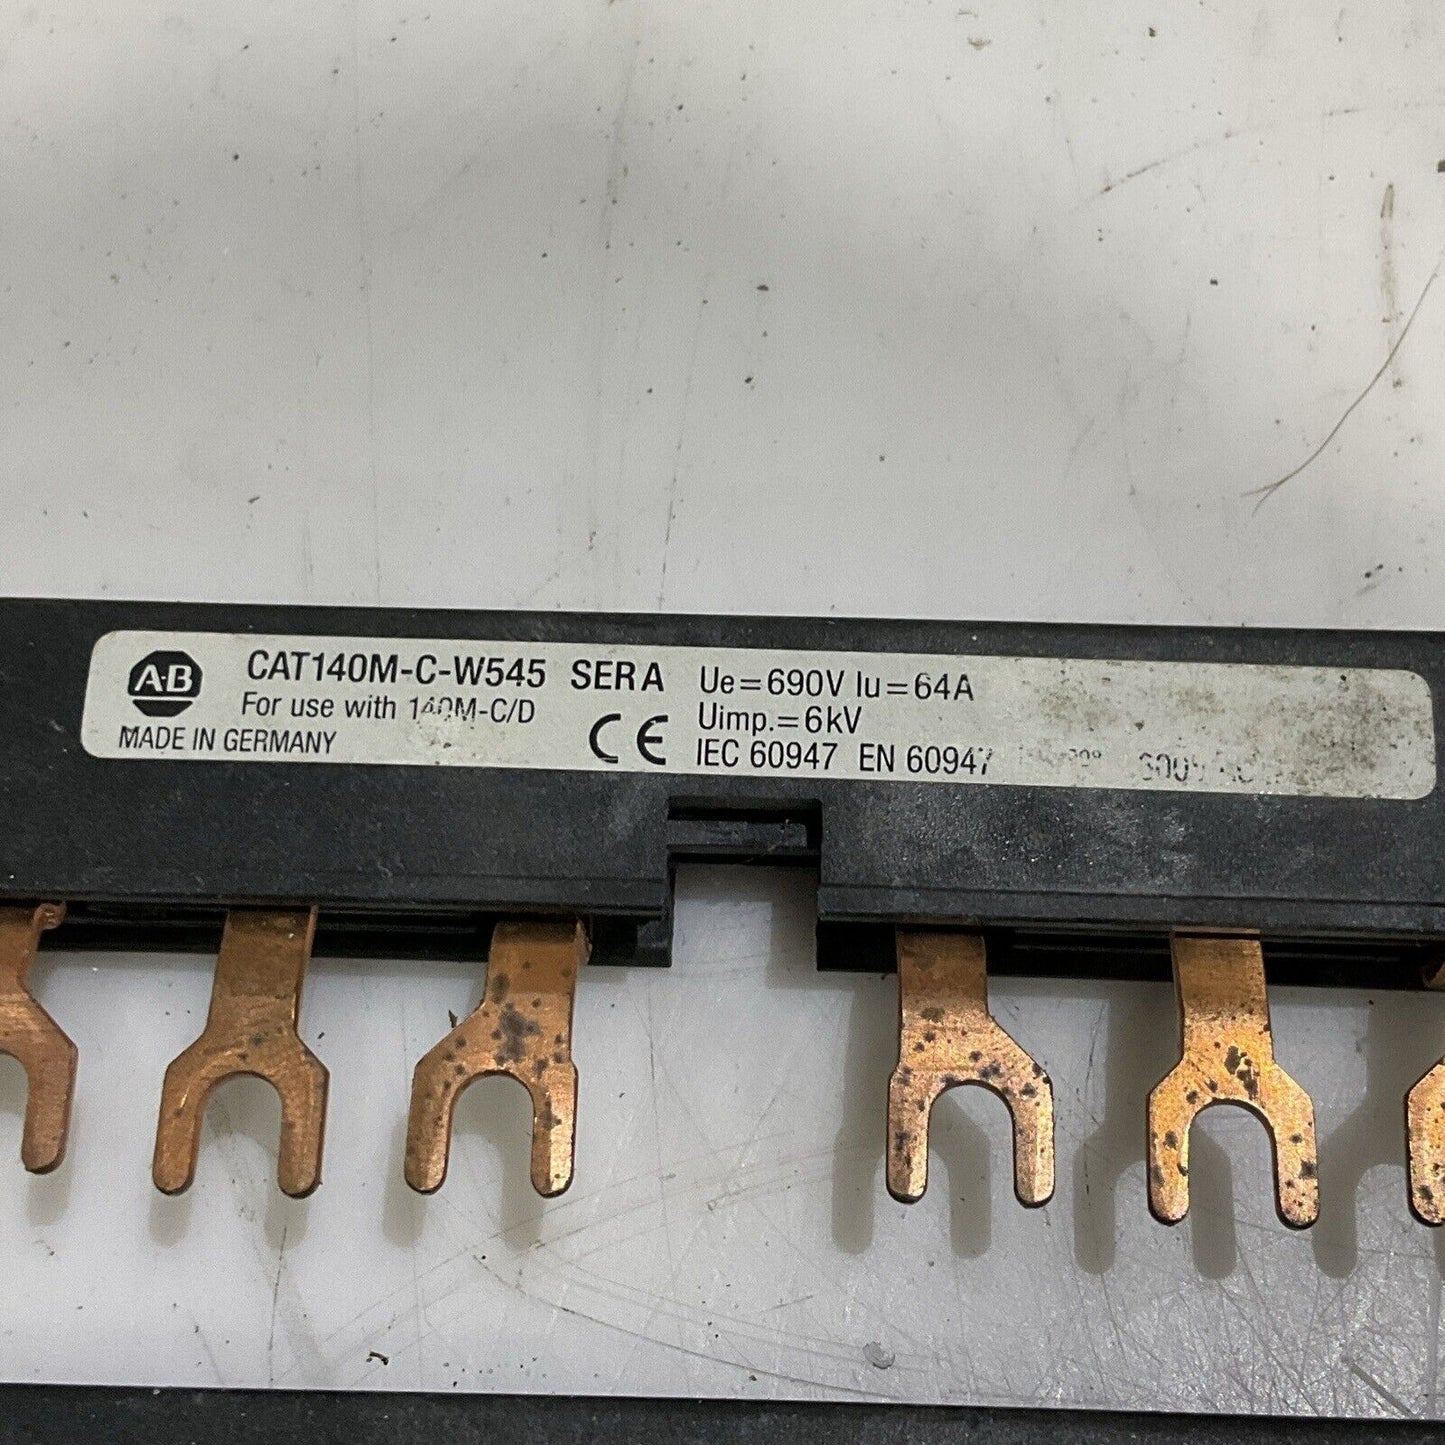 A-B
CAT140M-C-W545 SER A
For use with 140M-C/D
MADE IN GERMANY
CE
Ue=690V Iu=64A
Uimp.=6kV
IEC 60947 EN 60947